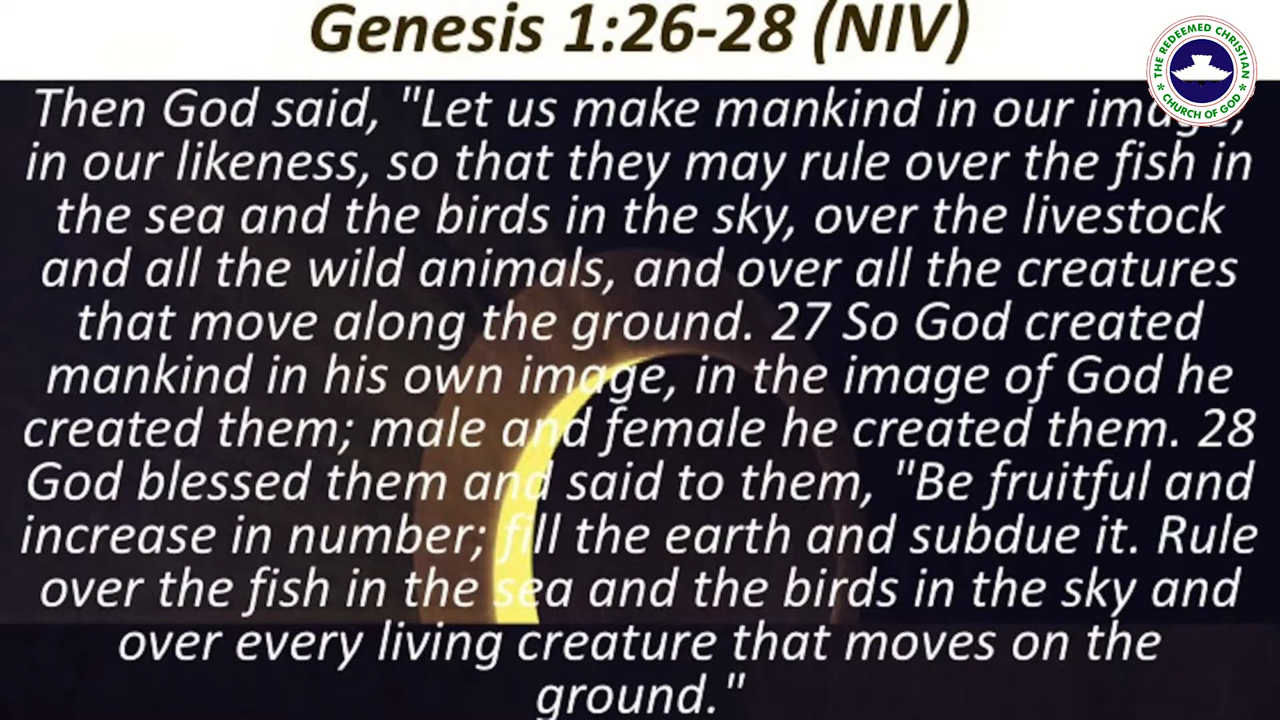 Genesis 1:26-28 (NIV)
THE REDEEMED CHRISTIAN
CHURCH OF GOD
Then God said, "Let us make mankind in our image,
in our likeness, so that they may rule over the fish in
the sea and the birds in the sky, over the livestock
and all the wild animals, and over all the creatures
that move along the ground. 27 So God created
mankind in his own image, in the image of God he
created them; male and female he created them. 28
God blessed them and said to them, "Be fruitful and
increase in number; fill the earth and subdue it. Rule
over the fish in the sea and the birds in the sky and
over every living creature that moves on the
ground."